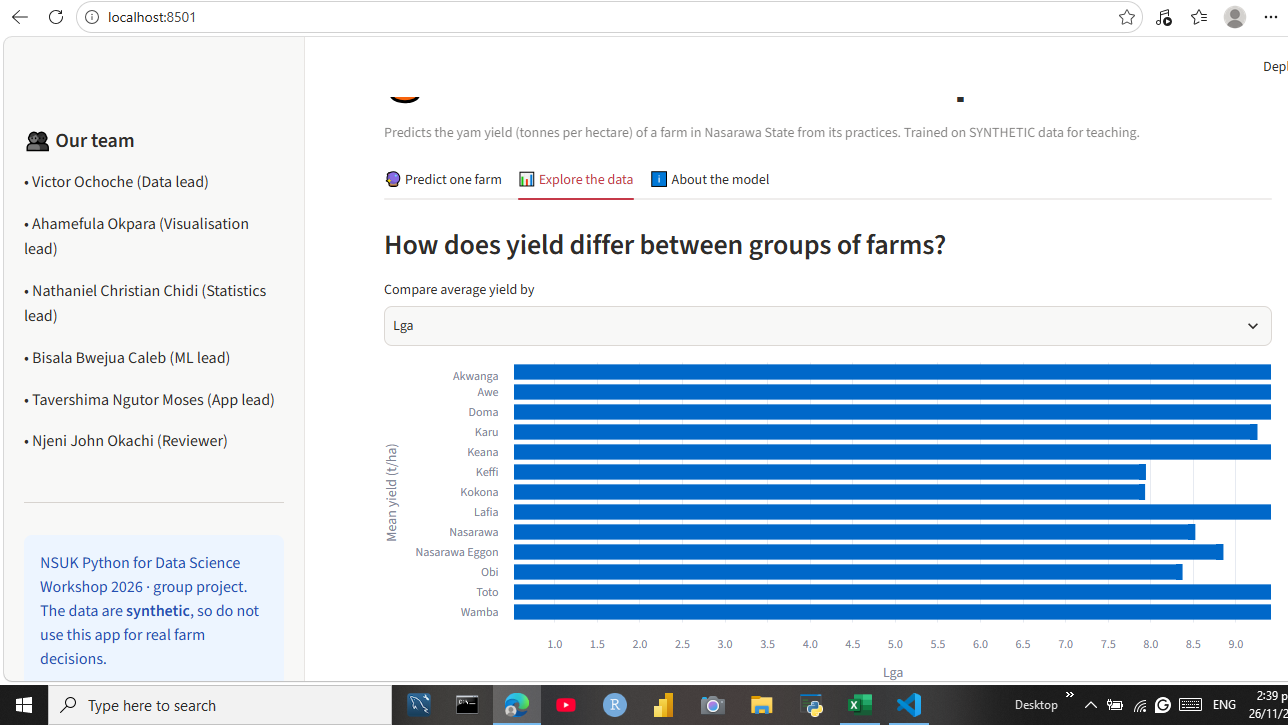 localhost:8501
Depl
Our team
• Victor Ochoche (Data lead)
• Ahamefula Okpara (Visualisation
lead)
• Nathaniel Christian Chidi (Statistics
lead)
• Bisala Bwejua Caleb (ML lead)
• Tavershima Ngutor Moses (App lead)
• Njeni John Okachi (Reviewer)
NSUK Python for Data Science
Workshop 2026 · group project.
The data are synthetic, so do not
use this app for real farm
decisions.
Predicts the yam yield (tonnes per hectare) of a farm in Nasarawa State from its practices. Trained on SYNTHETIC data for teaching.
Predict one farm Explore the data About the model
How does yield differ between groups of farms?
Compare average yield by
Lga
Mean yield (t/ha)
Akwanga
Awe
Doma
Karu
Keana
Keffi
Kokona
Lafia
Nasarawa
Nasarawa Eggon
Obi
Toto
Wamba
1.0 1.5 2.0 2.5 3.0 3.5 4.0 4.5 5.0 5.5 6.0 6.5 7.0 7.5 8.0 8.5 9.0
Lga
Type here to search
Desktop
ENG
2:39 p
26/11/2